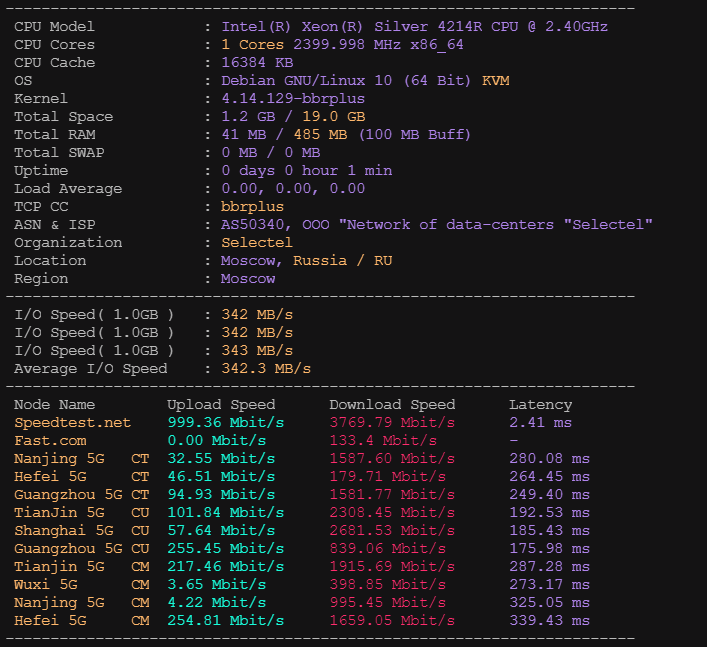 ----------------------------------------------------------------------
CPU Model            : Intel(R) Xeon(R) Silver 4214R CPU @ 2.40GHz
CPU Cores            : 1 Cores 2399.998 MHz x86_64
CPU Cache            : 16384 KB
OS                   : Debian GNU/Linux 10 (64 Bit) KVM
Kernel               : 4.14.129-bbrplus
Total Space          : 1.2 GB / 19.0 GB
Total RAM            : 41 MB / 485 MB (100 MB Buff)
Total SWAP           : 0 MB / 0 MB
Uptime               : 0 days 0 hour 1 min
Load Average         : 0.00, 0.00, 0.00
TCP CC               : bbrplus
ASN & ISP            : AS50340, OOO "Network of data-centers "Selectel"
Organization         : Selectel
Location             : Moscow, Russia / RU
Region               : Moscow
----------------------------------------------------------------------
I/O Speed( 1.0GB )   : 342 MB/s
I/O Speed( 1.0GB )   : 342 MB/s
I/O Speed( 1.0GB )   : 343 MB/s
Average I/O Speed    : 342.3 MB/s
----------------------------------------------------------------------
Node Name        Upload Speed      Download Speed      Latency
Speedtest.net    999.36 Mbit/s     3769.79 Mbit/s      2.41 ms
Fast.com         0.00 Mbit/s       133.4 Mbit/s        -
Nanjing 5G   CT  32.55 Mbit/s      1587.60 Mbit/s      280.08 ms
Hefei 5G     CT  46.51 Mbit/s      179.71 Mbit/s       264.45 ms
Guangzhou 5G CT  94.93 Mbit/s      1581.77 Mbit/s      249.40 ms
TianJin 5G   CU  101.84 Mbit/s     2308.45 Mbit/s      192.53 ms
Shanghai 5G  CU  57.64 Mbit/s      2681.53 Mbit/s      185.43 ms
Guangzhou 5G CU  255.45 Mbit/s     839.06 Mbit/s       175.98 ms
Tianjin 5G   CM  217.46 Mbit/s     1915.69 Mbit/s      287.28 ms
Wuxi 5G      CM  3.65 Mbit/s       398.85 Mbit/s       273.17 ms
Nanjing 5G   CM  4.22 Mbit/s       995.45 Mbit/s       325.05 ms
Hefei 5G     CM  254.81 Mbit/s     1659.05 Mbit/s      339.43 ms
----------------------------------------------------------------------